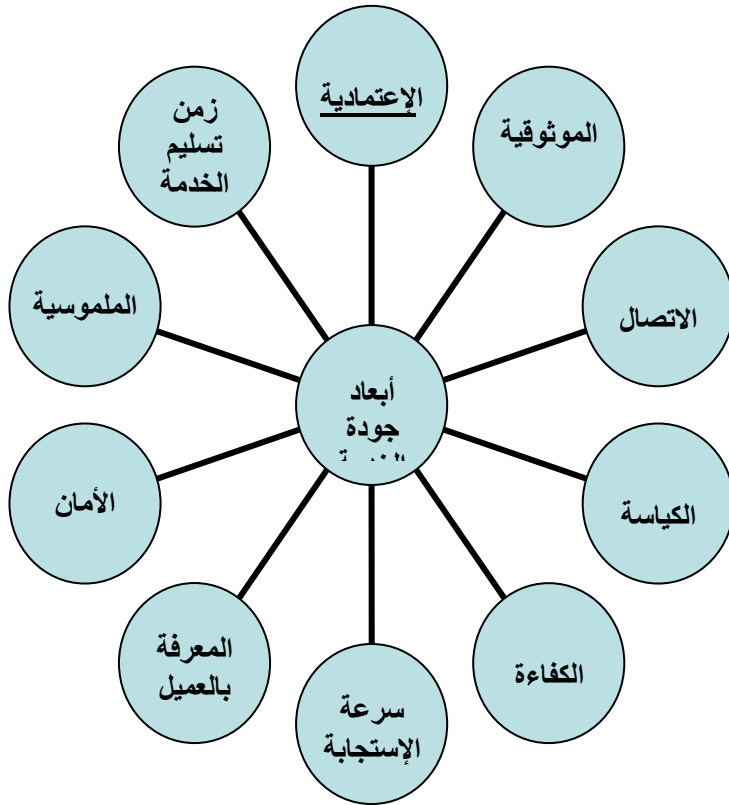 الإعتمادية
الموثوقية
الاتصال
الكياسة
الكفاءة
سرعة
الإستجابة
المعرفة
بالعميل
الأمان
الملموسية
زمن
تسليم
الخدمة
أبعاد
جودة